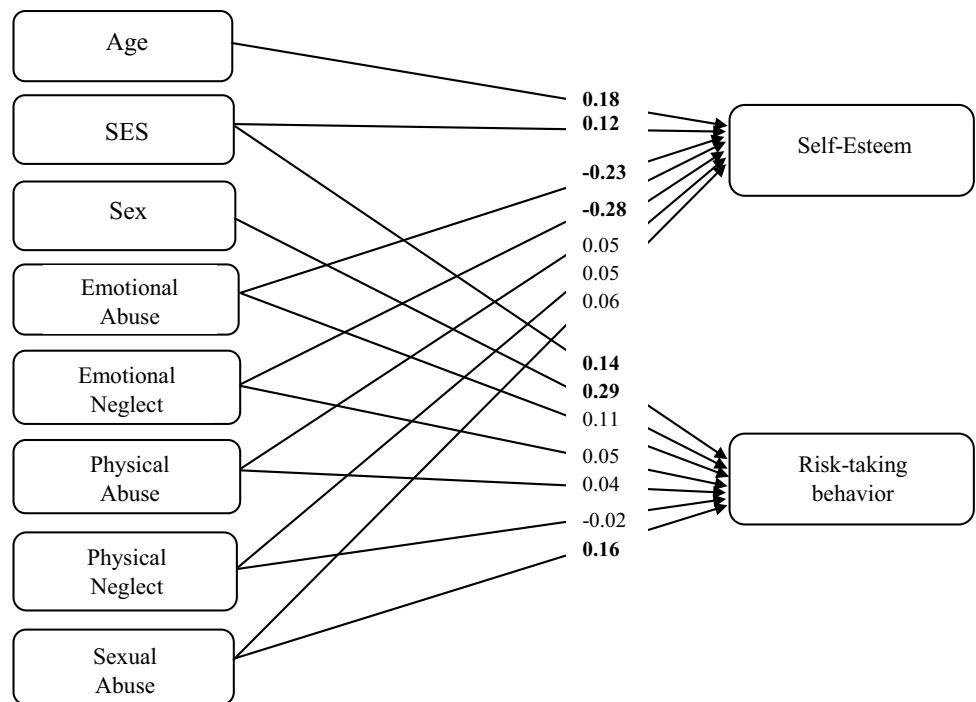 Age
SES
Sex
Emotional
Abuse
Emotional
Neglect
Physical
Abuse
Physical
Neglect
Sexual
Abuse
0.18
0.12
-0.23
-0.28
0.05
0.05
0.06
0.14
0.29
0.11
0.05
0.04
-0.02
0.16
Self-Esteem
Risk-taking
behavior